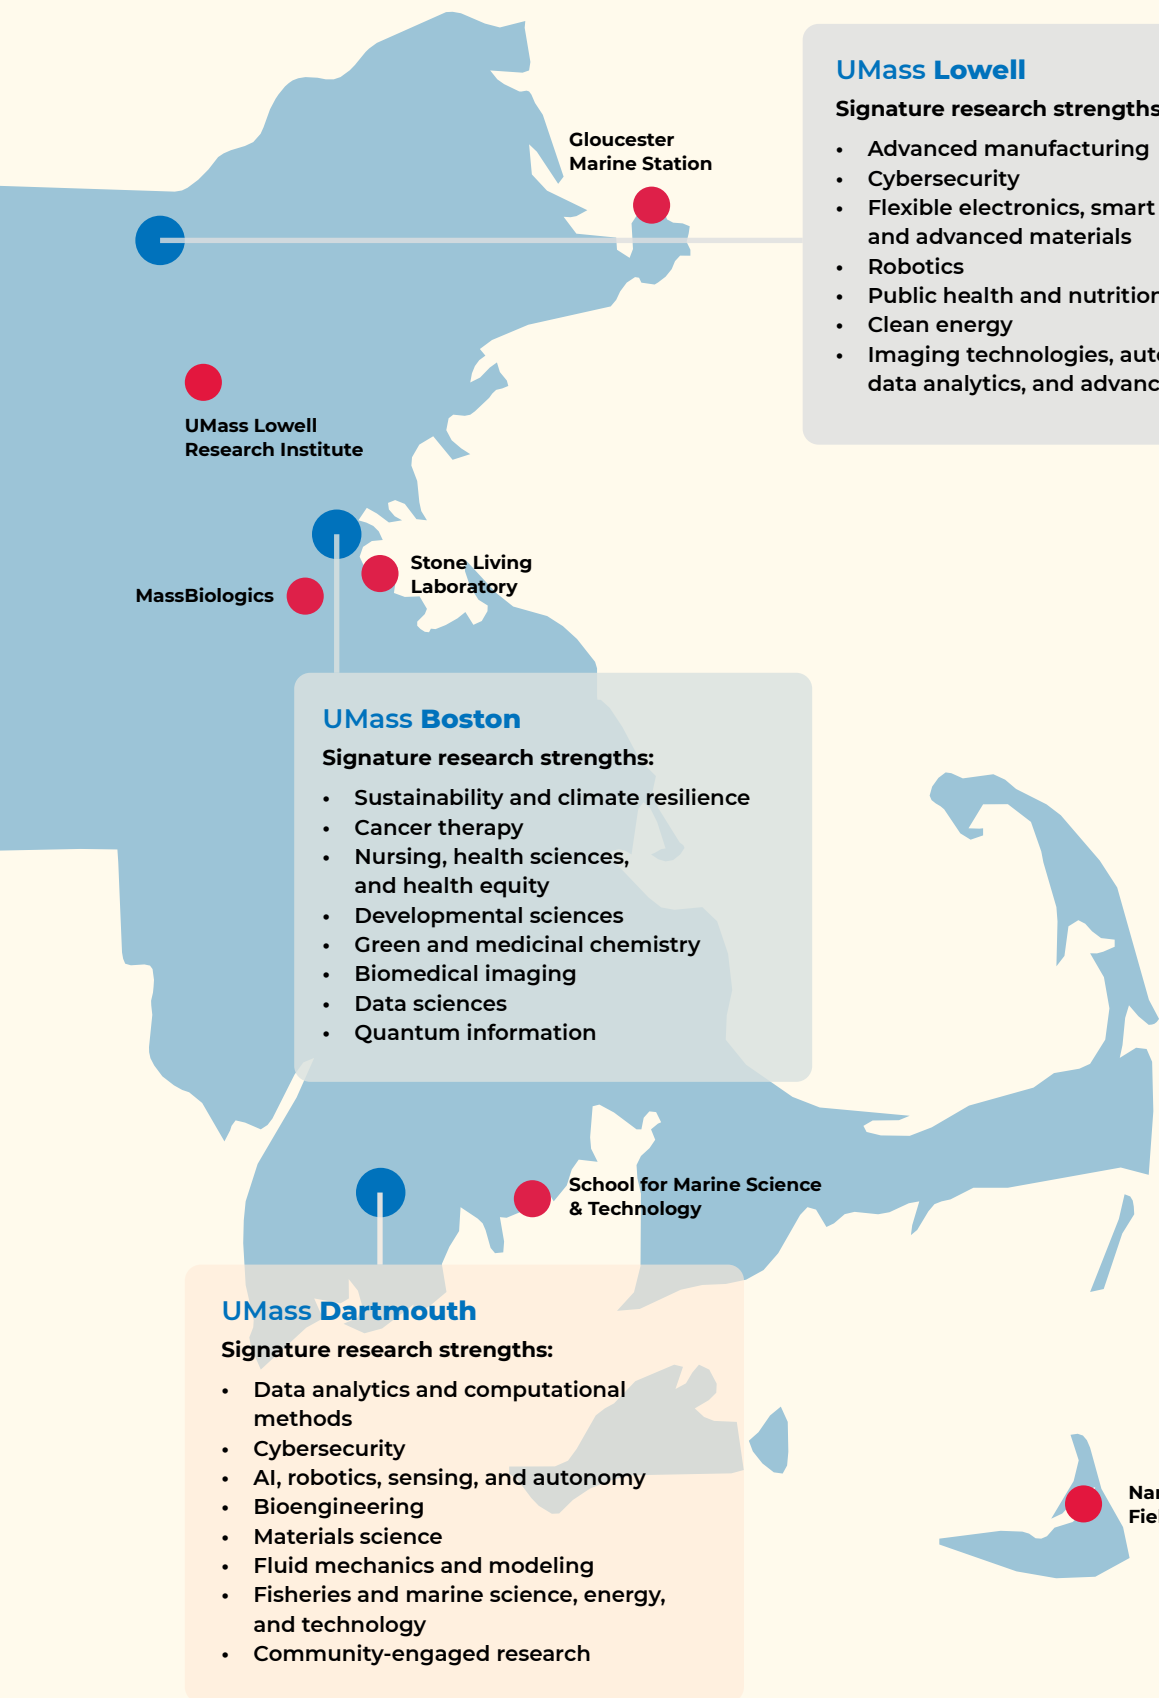 UMass Lowell
Signature research strengths
• Advanced manufacturing
• Cybersecurity
• Flexible electronics, smart
and advanced materials
• Robotics
• Public health and nutrition
• Clean energy
• Imaging technologies,
data analytics, and
Gloucester
Marine Station
UMass Lowell
Research Institute
Stone Living
Laboratory
MassBiologics
UMass Boston
Signature research strengths:
• Sustainability and climate resilience
• Cancer therapy
• Nursing, health sciences,
and health equity
• Developmental sciences
• Green and medicinal chemistry
• Biomedical imaging
• Data sciences
• Quantum information
School for Marine Science
& Technology
UMass Dartmouth
Signature research strengths:
• Data analytics and computational
methods
• Cybersecurity
• AI, robotics, sensing, and autonomy
• Bioengineering
• Materials science
• Fluid mechanics and modeling
• Fisheries and marine science, energy,
and technology
• Community-engaged research